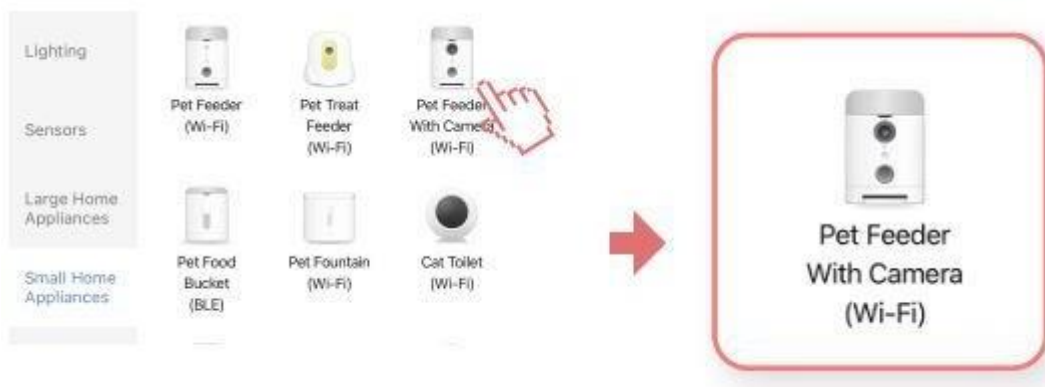 Lighting
Sensors
Large Home
Appliances
Small Home
Appliances
Pet Feeder
(Wi-Fi)
Pet Treat
Feeder
(Wi-Fi)
Pet Feeder
With Camera
(Wi-Fi)
Pet Food
Bucket
(BLE)
Pet Fountain
(Wi-Fi)
Cat Toilet
(Wi-Fi)
Pet Feeder
With Camera
(Wi-Fi)